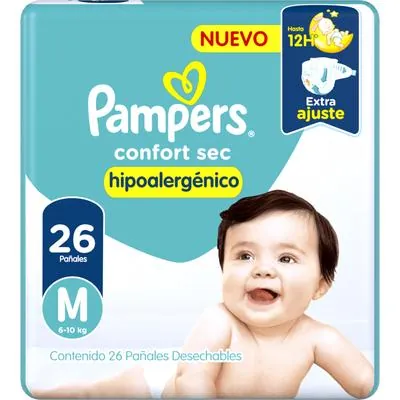 NUEVO
Hasta
12H
Extra
ajuste
Pampers®
confort sec
hipoalergénico
26
Pañales
M
6-10 kg
Contenido 26 Pañales Desechables